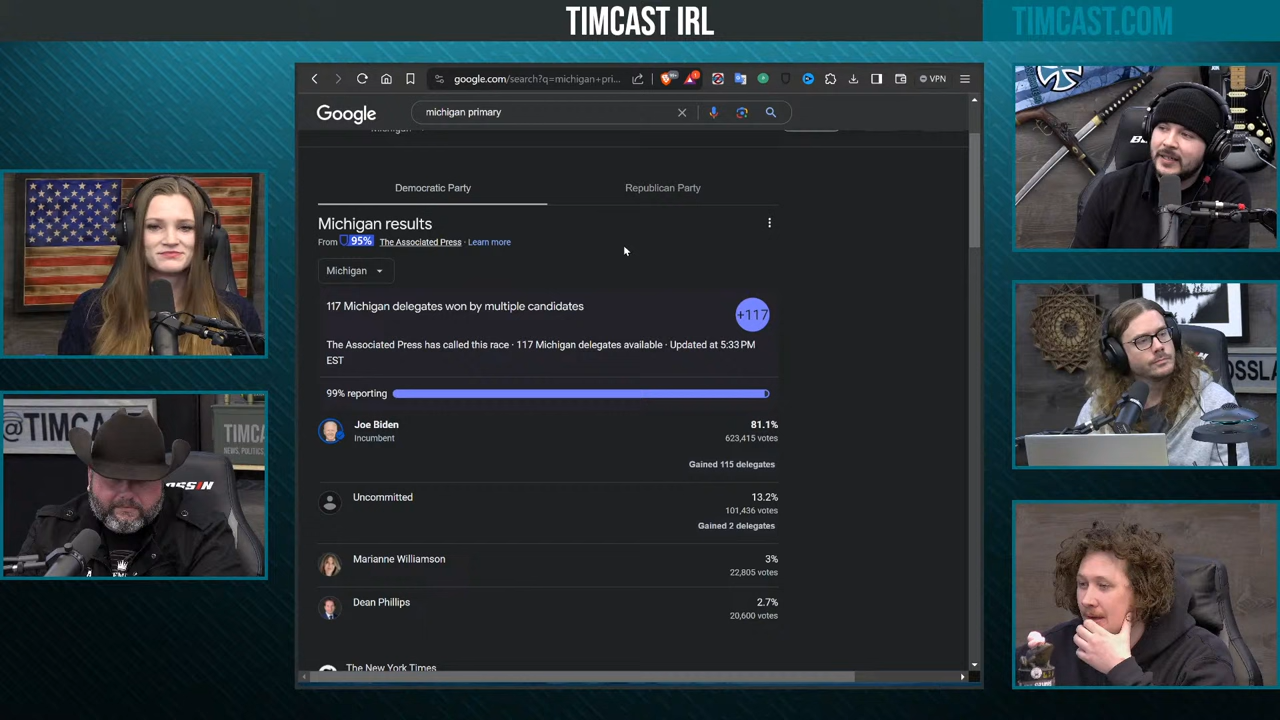 TIMCAST IRL
TIMCAST.COM
google.com/search?q=michigan+pri...
VPN
Google
michigan primary
Democratic Party
Republican Party
Michigan results
From 95% The Associated Press · Learn more
Michigan
117 Michigan delegates won by multiple candidates
+117
The Associated Press has called this race · 117 Michigan delegates available · Updated at 5:33 PM
EST
99% reporting
Joe Biden
81.1%
Incumbent
623,415 votes
Gained 115 delegates
Uncommitted
13.2%
101,436 votes
Gained 2 delegates
Marianne Williamson
3%
22,805 votes
Dean Phillips
2.7%
20,600 votes
The New York Times
@TIMCAST
TIMC